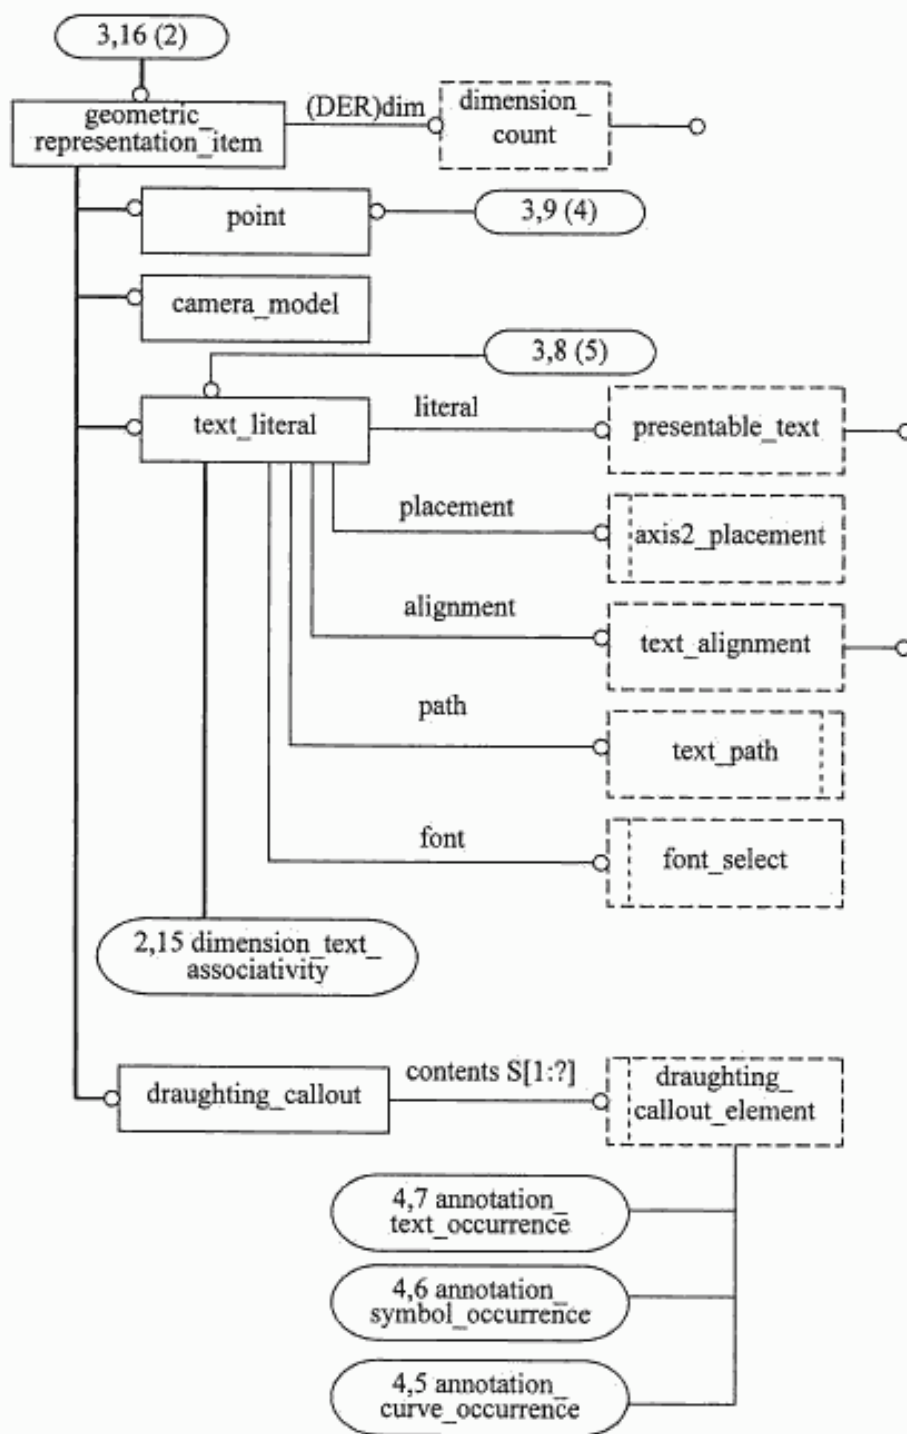 3,16 (2)
geometric_
representation_item
(DER)dim
dimension_
count
point
3,9 (4)
camera_model
3,8 (5)
text_literal
literal
presentable_text
placement
axis2_placement
alignment
text_alignment
path
text_path
font
font_select
2,15 dimension_text_
associativity
draughting_callout
contents S[1:?]
draughting_
callout_element
4,7 annotation_
text_occurrence
4,6 annotation_
symbol_occurrence
4,5 annotation_
curve_occurrence